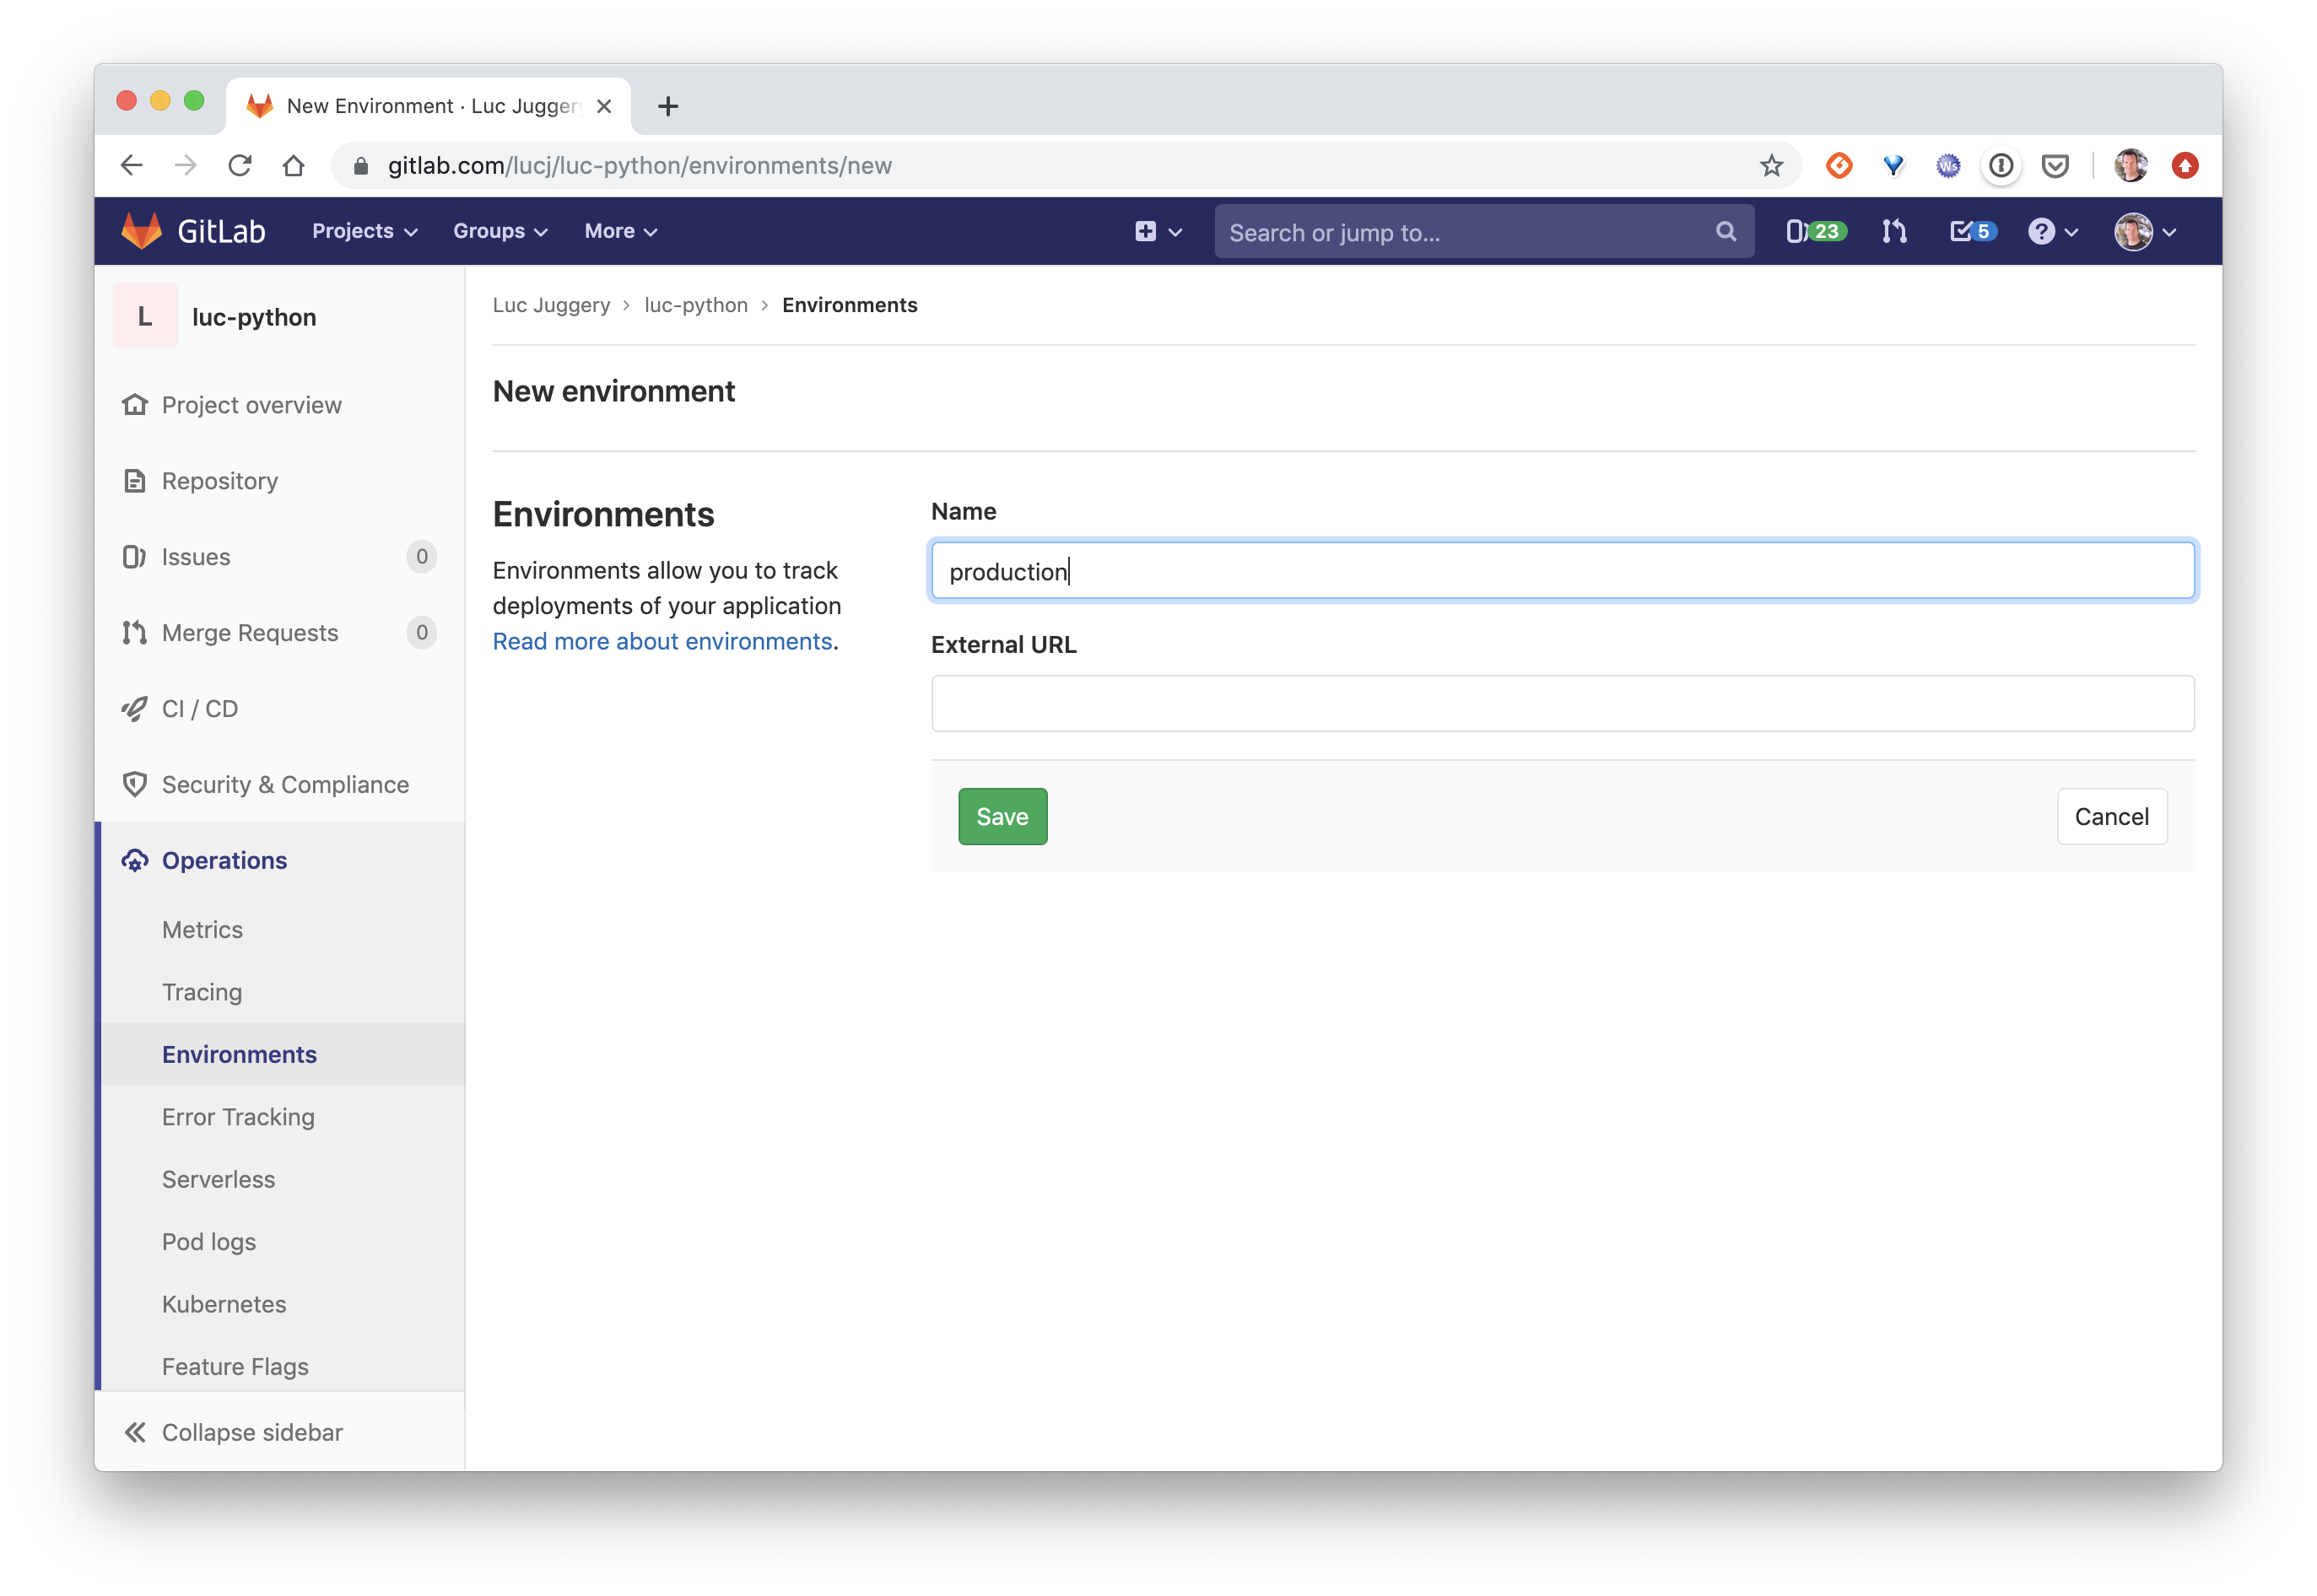 New Environment · Luc Jugger
gitlab.com/lucj/luc-python/environments/new
Ws
GitLab
Projects
Groups
More
Search or jump to...
23
5
L
luc-python
Project overview
Repository
Issues
0
Merge Requests
0
CI / CD
Security & Compliance
Operations
Metrics
Tracing
Environments
Error Tracking
Serverless
Pod logs
Kubernetes
Feature Flags
Collapse sidebar
Luc Juggery › luc-python › Environments
New environment
Environments
Environments allow you to track
deployments of your application
Read more about environments.
Name
production
External URL
Save
Cancel